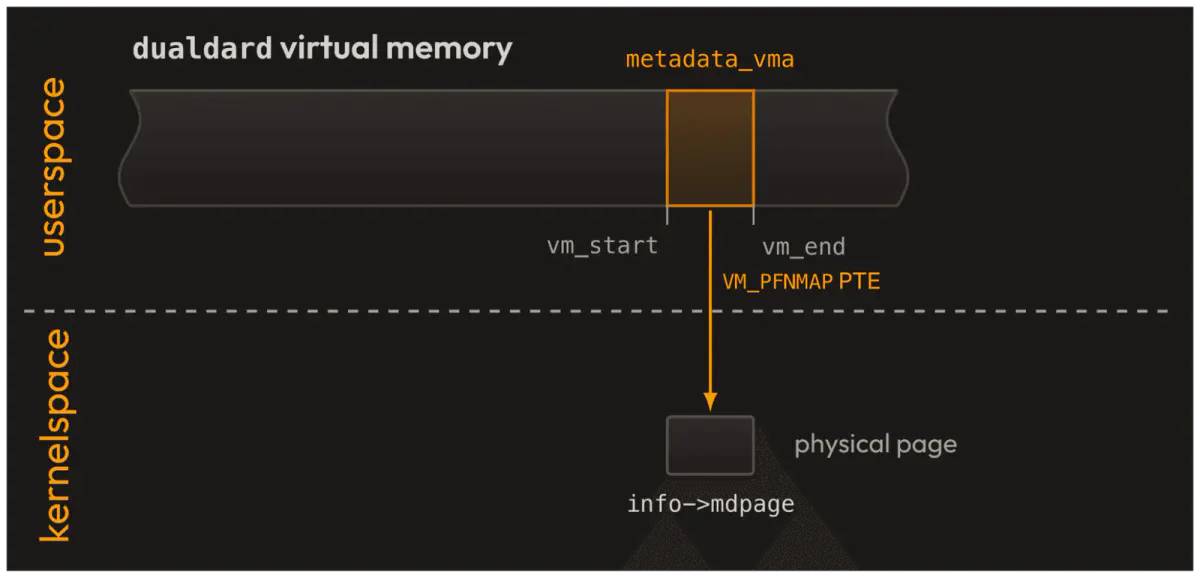 dualdard virtual memory
metadata_vma
userspace
vm_start
vm_end
VM_PFNMAP PTE
kernelspace
physical page
info->mdpage